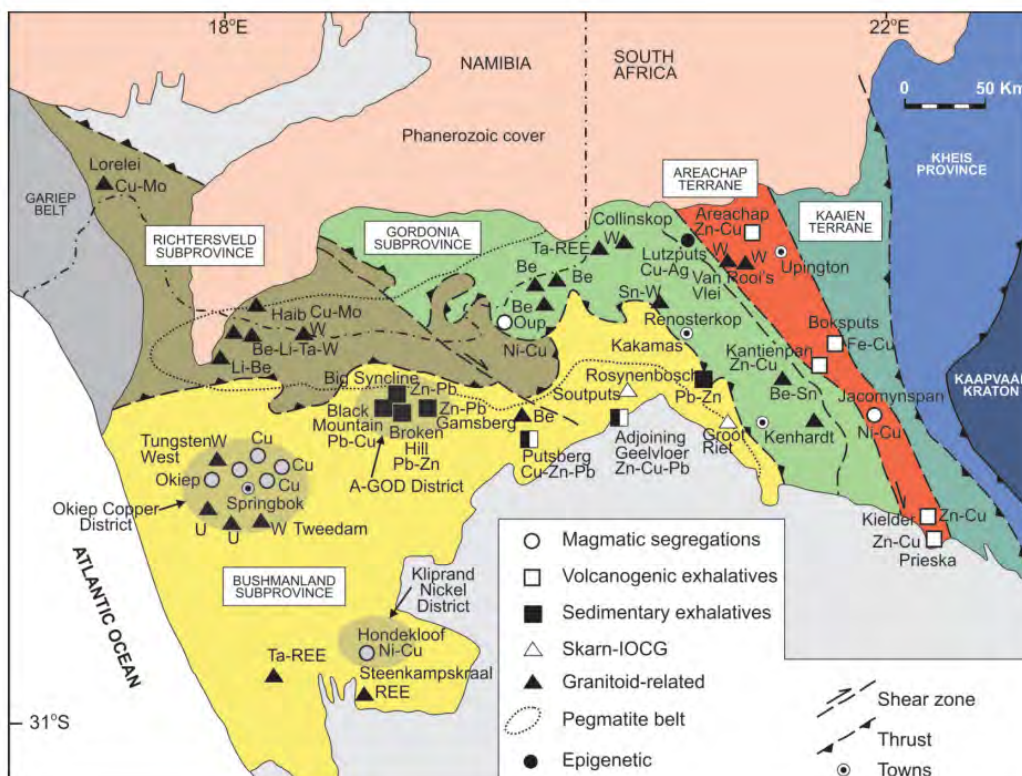 18°E
22°E
NAMIBIA
SOUTH
AFRICA
0
50 Km
Phanerozoic cover
Lorelei
Cu-Mo
GARIEP
BELT
RICHTERSVELD
SUBPROVINCE
GORDONIA
SUBPROVINCE
AREACHAP
TERRANE
KAAIEN
TERRANE
KHEIS
PROVINCE
KAAPVAAL
KRATON
Collinskop
W
Ta-REE
Be
Be
Be
Oup
Ni-Cu
Areachap
Zn-Cu
Lutzputs
Cu-Ag
W
W
Van
Vlei
Rooi's
Upington
Sn-W
Renosterkop
Kakamas
Boksputs
Fe-Cu
Kantienpan
Zn-Cu
Be-Sn
Jacomynspan
Ni-Cu
Kenhardt
Haib
Cu-Mo
W
Be-Li-Ta-W
Li-Be
Big Syncline
Zn-Pb
Black
Mountain
Pb-Cu
Zn-Pb
Gamsberg
Broken
Hill
Pb-Zn
A-GOD District
Be
Putsberg
Cu-Zn-Pb
Rosynenbosch
Pb-Zn
Soutputs
Adjoining
Geelvloer
Zn-Cu-Pb
Groot
Riet
Kielder
Zn-Cu
Zn-Cu
Prieska
Tungsten
West
W
Cu
Cu
Cu
Okiep
Springbok
Okiep Copper
District
U
U
W
Tweedam
BUSHMANLAND
SUBPROVINCE
Kliprand
Nickel
District
Hondekloof
Ni-Cu
Ta-REE
Steenkampskraal
REE
ATLANTIC OCEAN
31°S
Magmatic segregations
Volcanogenic exhalatives
Sedimentary exhalatives
Skarn-IOCG
Granitoid-related
Pegmatite belt
Epigenetic
Shear zone
Thrust
Towns